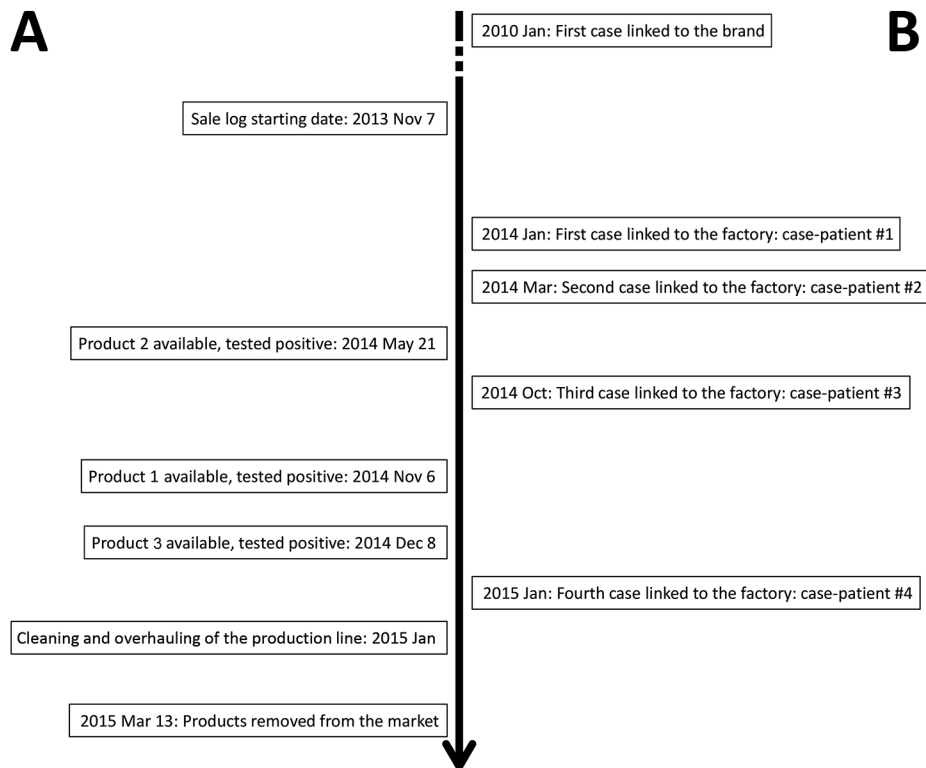 A
B
2010 Jan: First case linked to the brand
Sale log starting date: 2013 Nov 7
2014 Jan: First case linked to the factory: case-patient #1
2014 Mar: Second case linked to the factory: case-patient #2
Product 2 available, tested positive: 2014 May 21
2014 Oct: Third case linked to the factory: case-patient #3
Product 1 available, tested positive: 2014 Nov 6
Product 3 available, tested positive: 2014 Dec 8
2015 Jan: Fourth case linked to the factory: case-patient #4
Cleaning and overhauling of the production line: 2015 Jan
2015 Mar 13: Products removed from the market